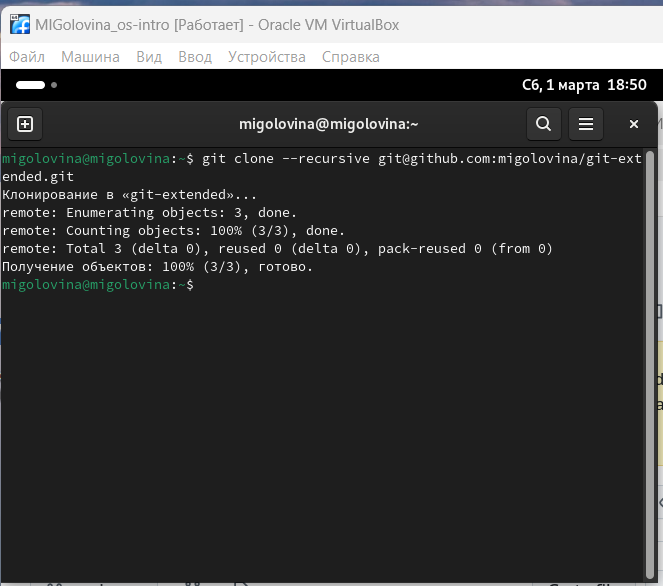 MIGolovina_os-intro [Работает] - Oracle VM VirtualBox
Файл Машина Вид Ввод Устройства Справка
Сб, 1 марта 18:50
migolovina@migolovina:~
migolovina@migolovina:~$ git clone --recursive git@github.com:migolovina/git-ext
ended.git
Клонирование в «git-extended»...
remote: Enumerating objects: 3, done.
remote: Counting objects: 100% (3/3), done.
remote: Total 3 (delta 0), reused 0 (delta 0), pack-reused 0 (from 0)
Получение объектов: 100% (3/3), готово.
migolovina@migolovina:~$